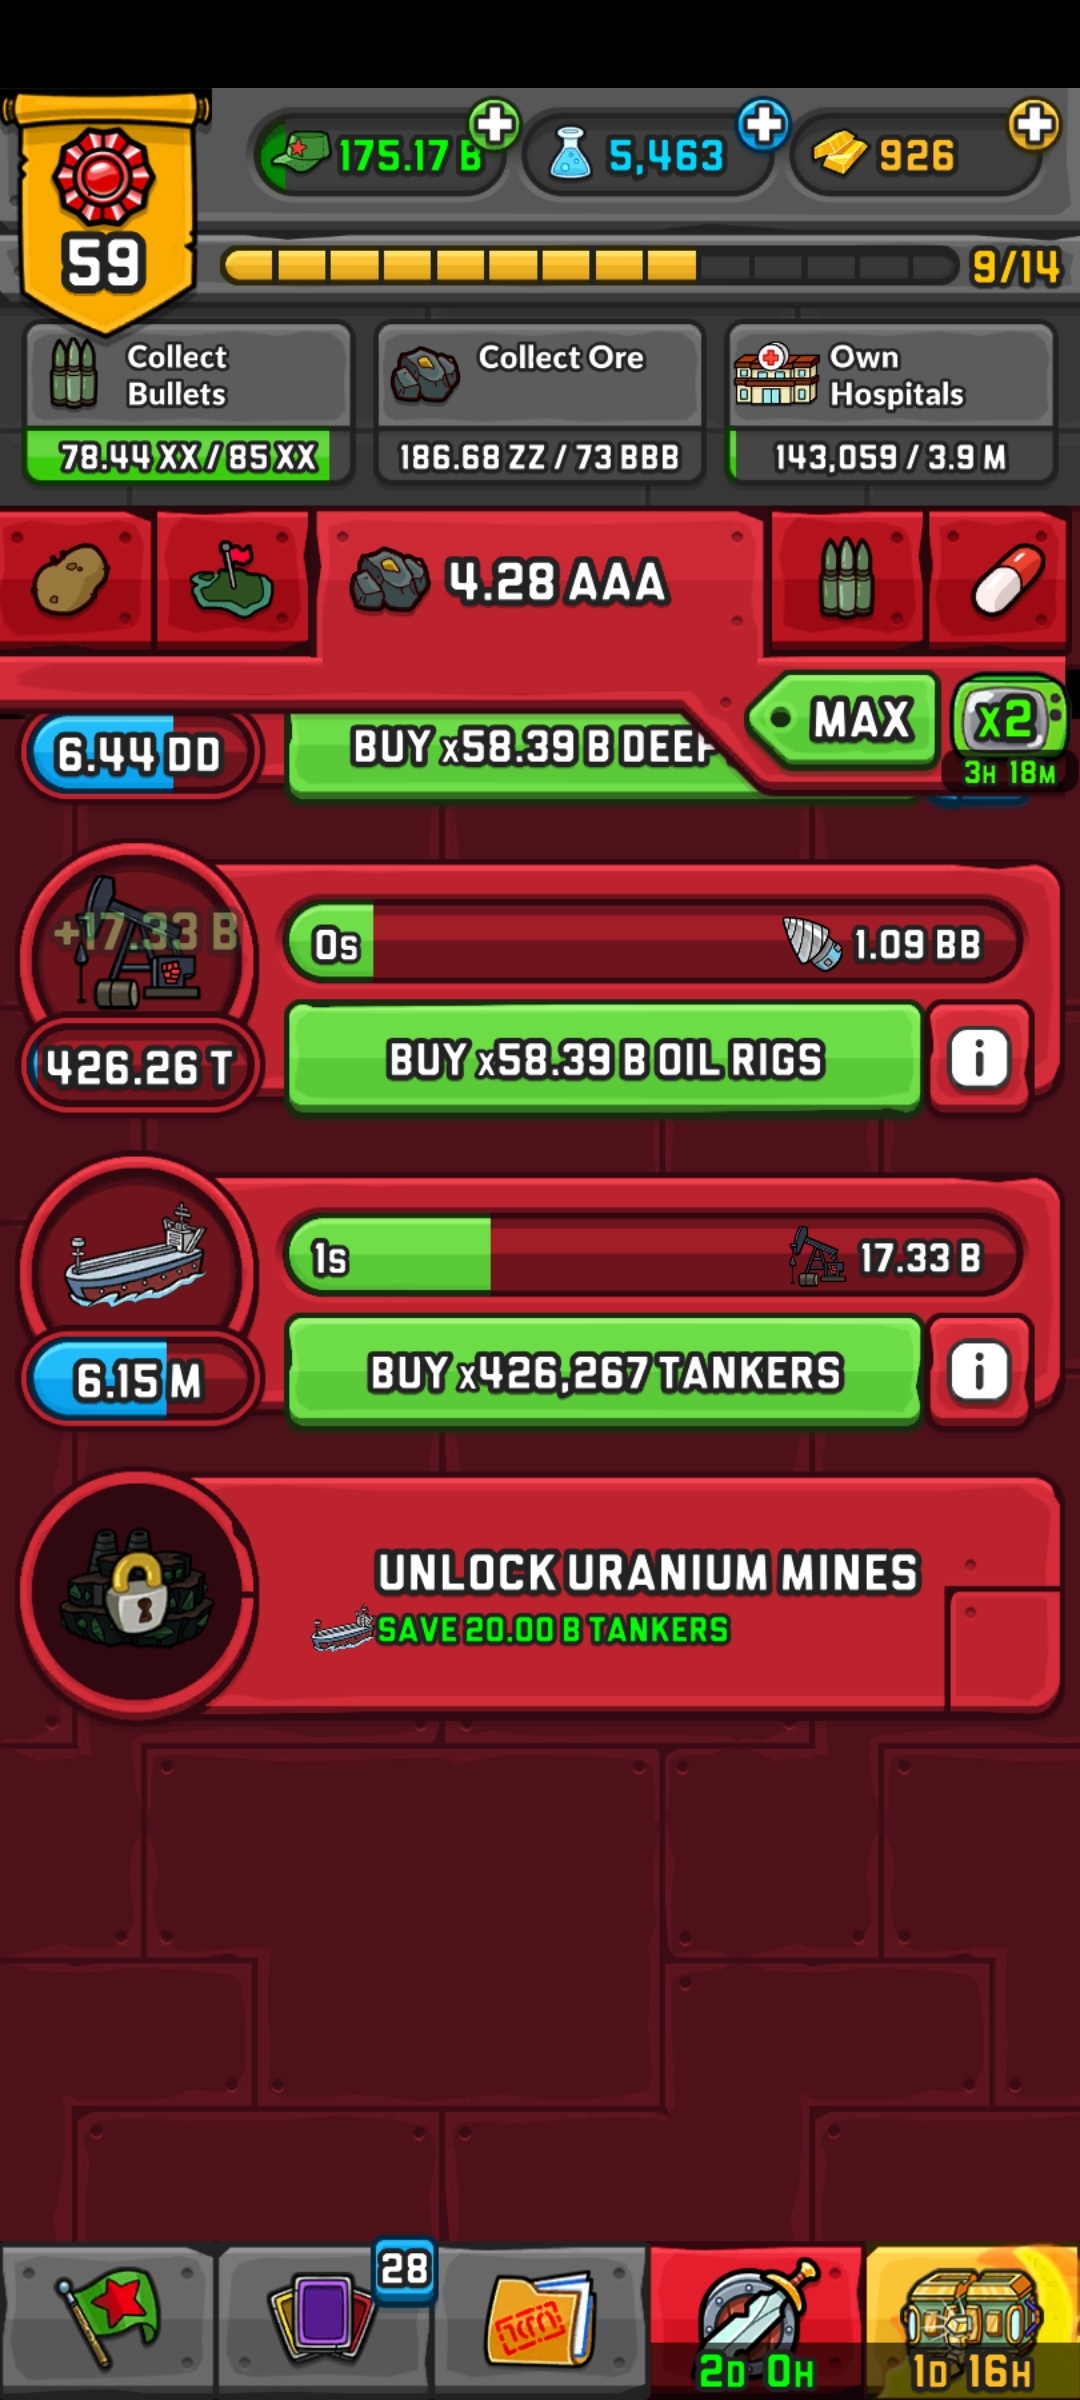 59
175.17 B
5,463
926
9/14
Collect
Bullets
78.44 XX / 85 XX
Collect Ore
186.68 ZZ / 73 BBB
Own
Hospitals
143,059 / 3.9 M
4.28 AAA
MAX
x2
3H 18M
6.44 DD
BUY x58.39 B DEEP
+17.33 B
0s
1.09 BB
426.26 T
BUY x58.39 B OIL RIGS
i
1s
17.33 B
6.15 M
BUY x426,267 TANKERS
i
UNLOCK URANIUM MINES
SAVE 20.00 B TANKERS
28
2D 0H
1D 16H